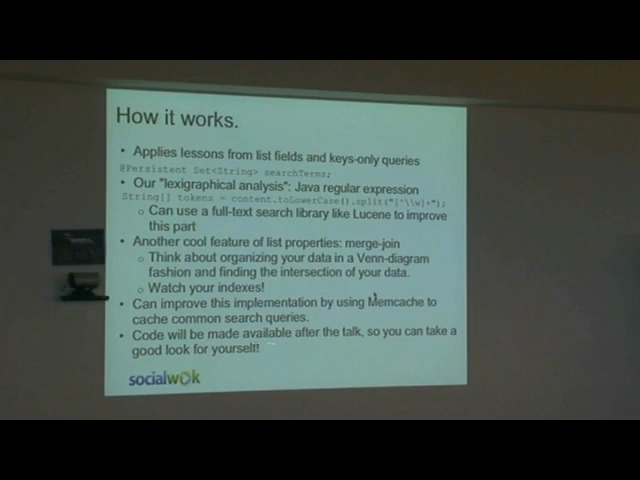 How it works.
• Applies lessons from list fields and keys-only queries
@Persistent Set<String> searchTerms;
• Our "lexigraphical analysis": Java regular expression
String[] tokens = content.toLowerCase().split("[^\\w]+");
o Can use a full-text search library like Lucene to improve
this part
• Another cool feature of list properties: merge-join
o Think about organizing your data in a Venn-diagram
fashion and finding the intersection of your data.
o Watch your indexes!
• Can improve this implementation by using Memcache to
cache common search queries.
• Code will be made available after the talk, so you can take a
good look for yourself!
socialwok